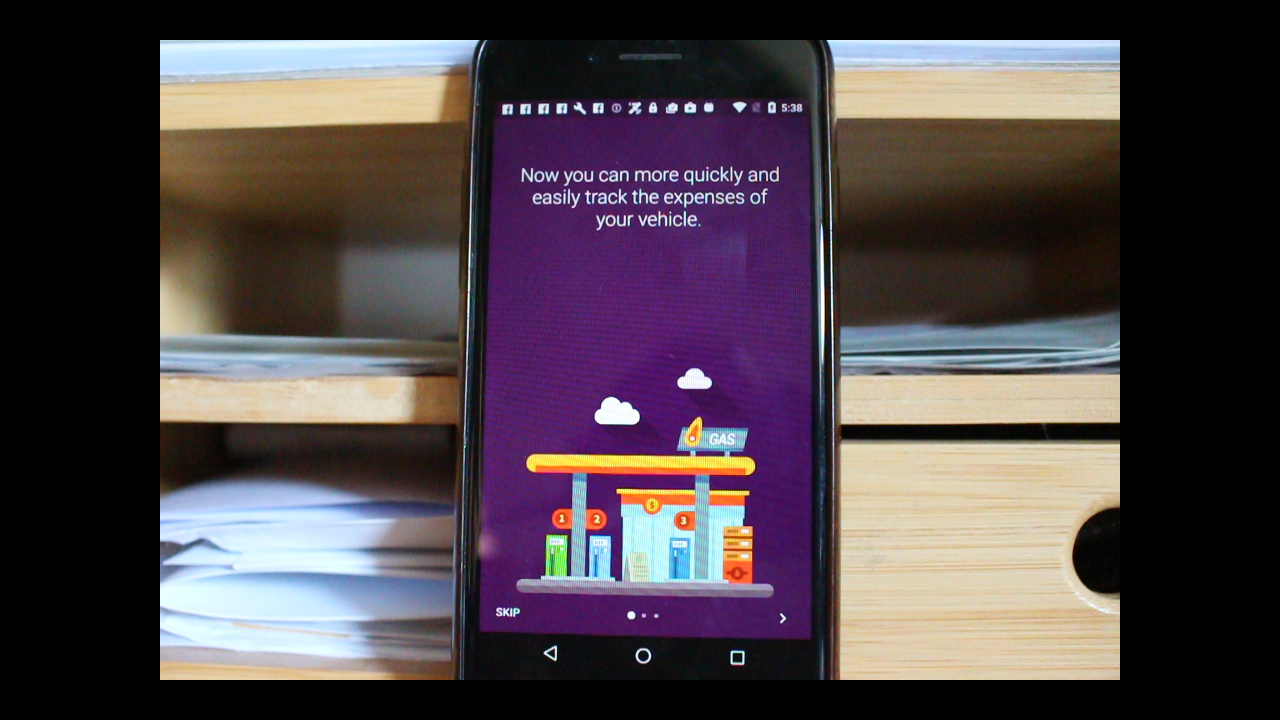 5:38
Now you can more quickly and
easily track the expenses of
your vehicle.
GAS
$
1 2
3
SKIP